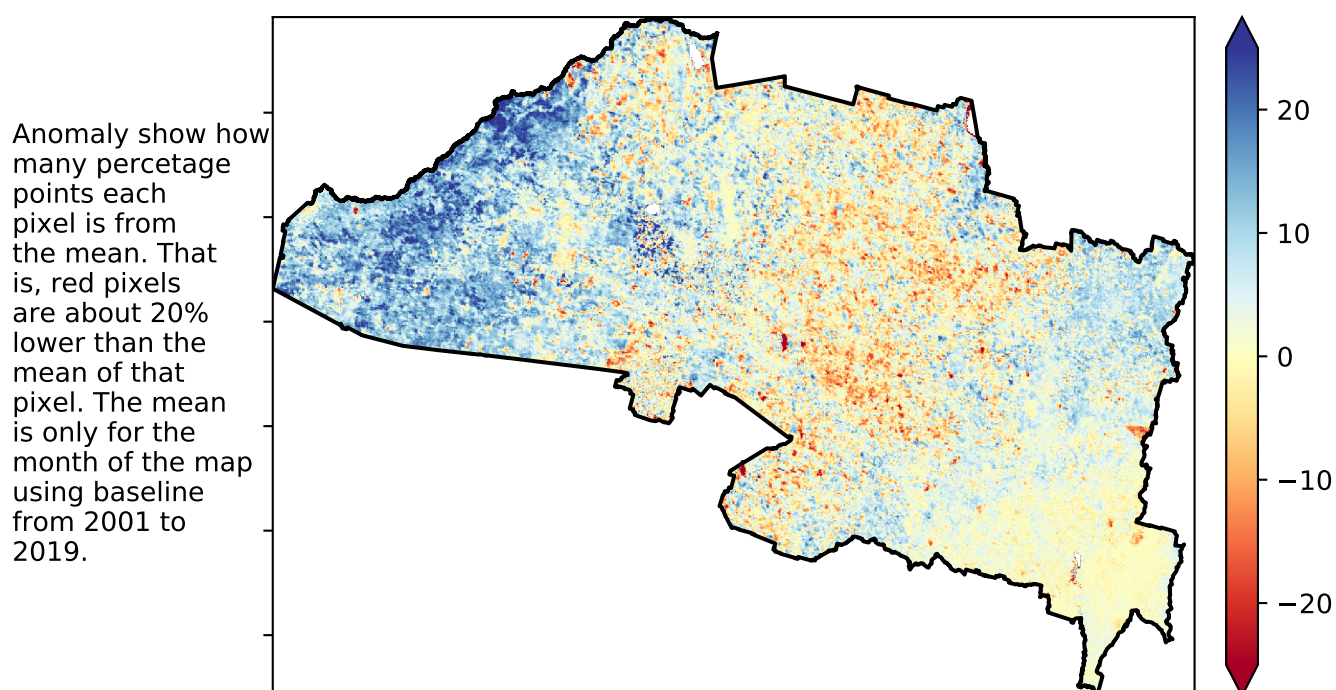 Anomaly show how
many percetage
points each
pixel is from
the mean. That
is, red pixels
are about 20%
lower than the
mean of that
pixel. The mean
is only for the
month of the map
using baseline
from 2001 to
2019.
20
10
0
−10
−20